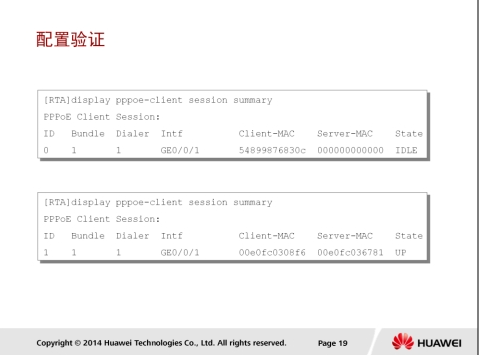 配置验证
[RTA]display pppoe-client session summary
PPPoE Client Session:
ID Bundle Dialer Intf Client-MAC Server-MAC State
0 1 1 GE0/0/1 54899876830c 000000000000 IDLE
[RTA]display pppoe-client session summary
PPPoE Client Session:
ID Bundle Dialer Intf Client-MAC Server-MAC State
1 1 1 GE0/0/1 00e0fc0308f6 00e0fc036781 UP
Copyright © 2014 Huawei Technologies Co., Ltd. All rights reserved. Page 19 HUAWEI